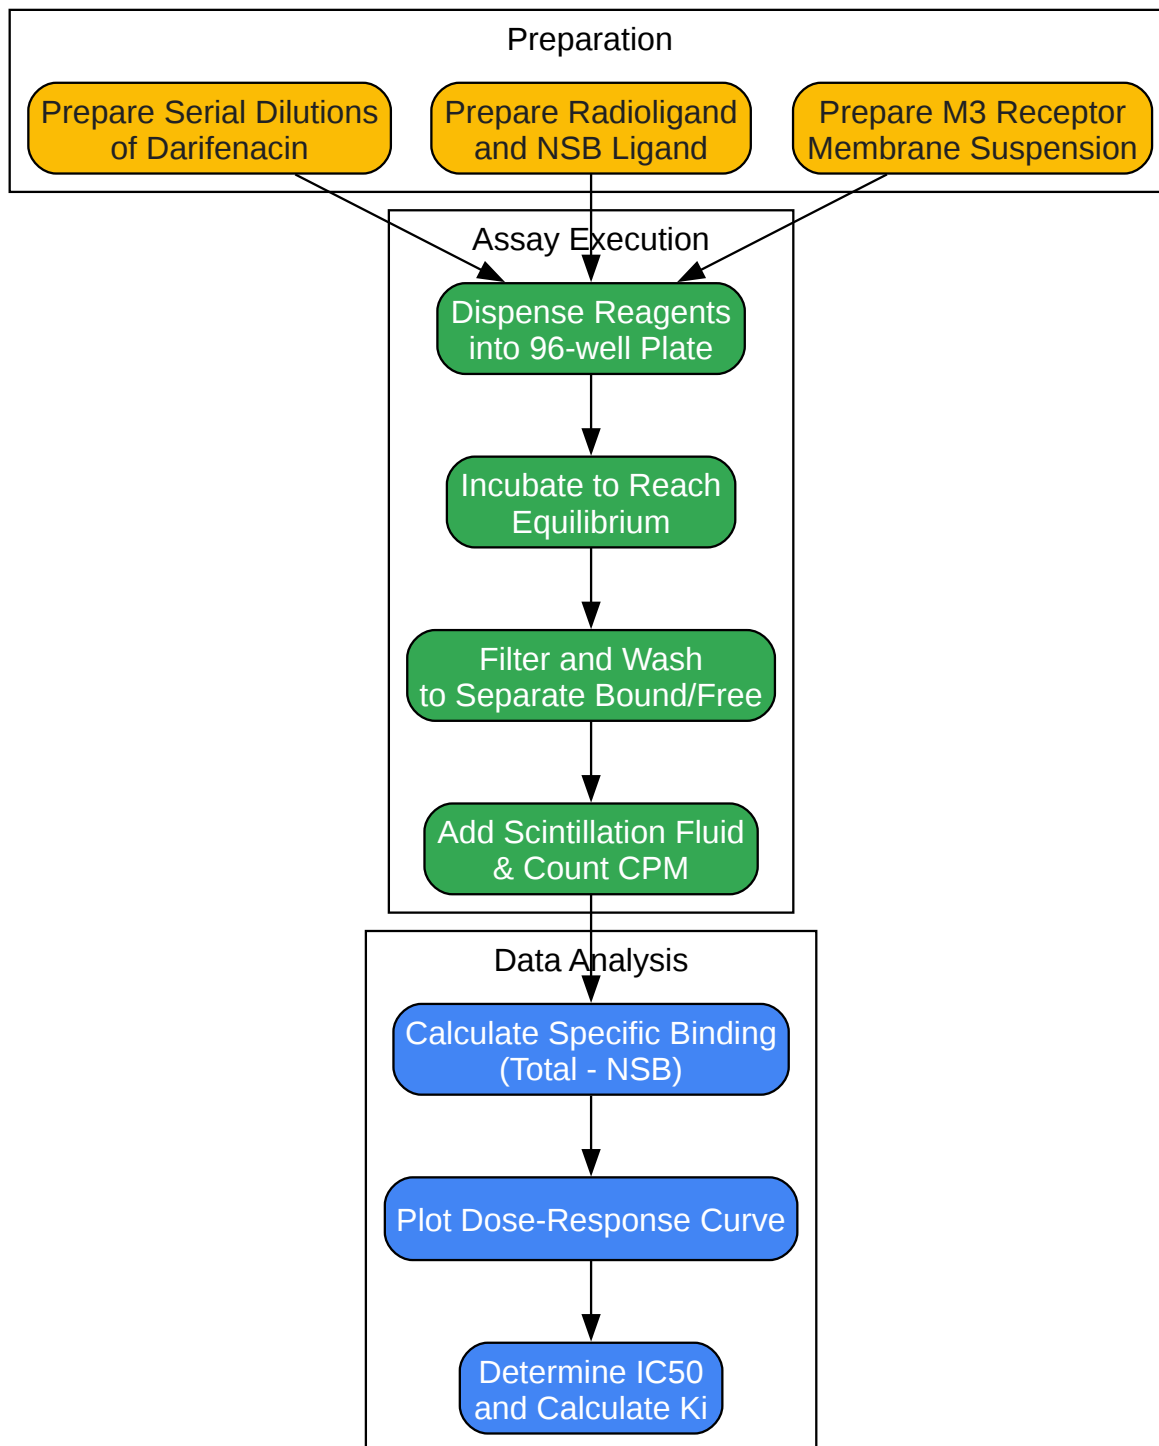 Preparation
Prepare Serial Dilutions
of Darifenacin
Prepare Radioligand
and NSB Ligand
Prepare M3 Receptor
Membrane Suspension
Assay Execution
Dispense Reagents
into 96-well Plate
Incubate to Reach
Equilibrium
Filter and Wash
to Separate Bound/Free
Add Scintillation Fluid
& Count CPM
Data Analysis
Calculate Specific Binding
(Total - NSB)
Plot Dose-Response Curve
Determine IC50
and Calculate Ki